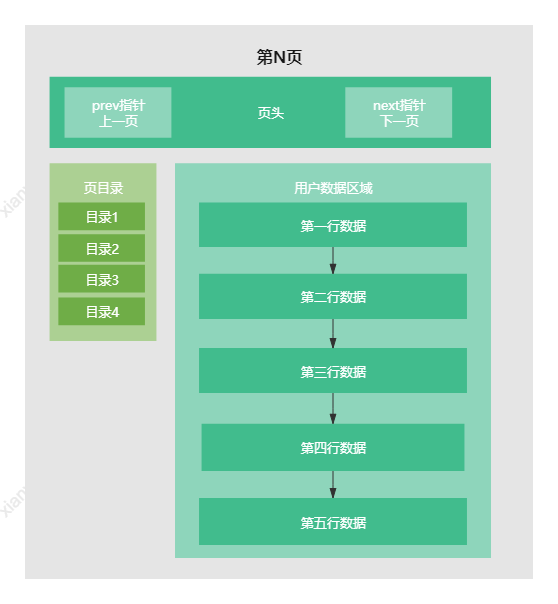 第N页
prev指针
上一页
页头
next指针
下一页
页目录
目录1
目录2
目录3
目录4
用户数据区域
第一行数据
第二行数据
第三行数据
第四行数据
第五行数据